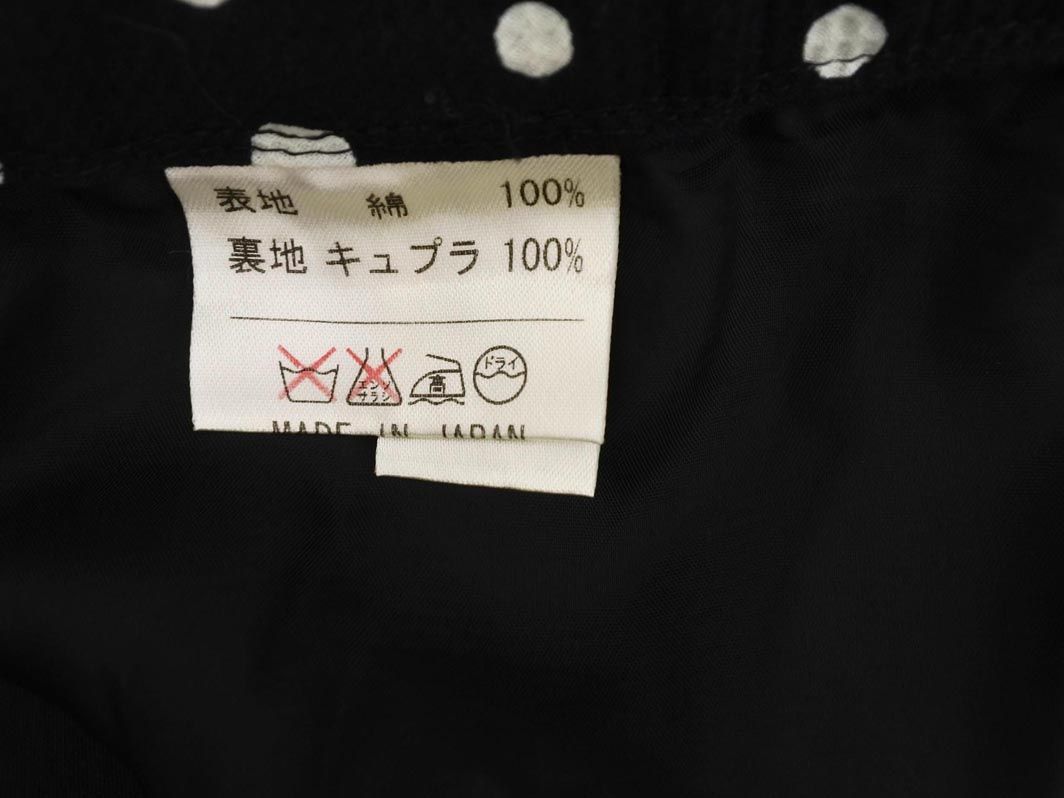 表地 綿 100%
裏地 キュプラ 100%
エンソ
サラシ
高
ドライ
MADE IN JAPAN